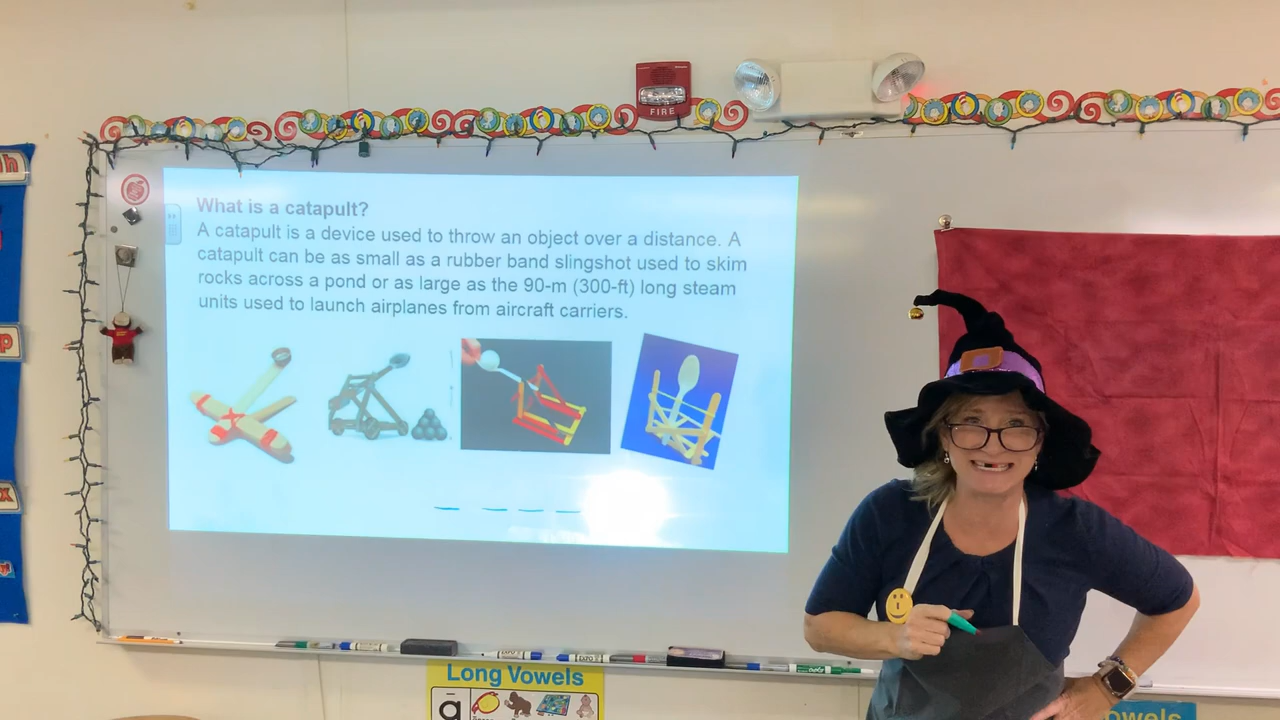 FIRE
What is a catapult?
A catapult is a device used to throw an object over a distance. A
catapult can be as small as a rubber band slingshot used to skim
rocks across a pond or as large as the 90-m (300-ft) long steam
units used to launch airplanes from aircraft carriers.
h
p
x
EXPO
Long Vowels
ā
owels